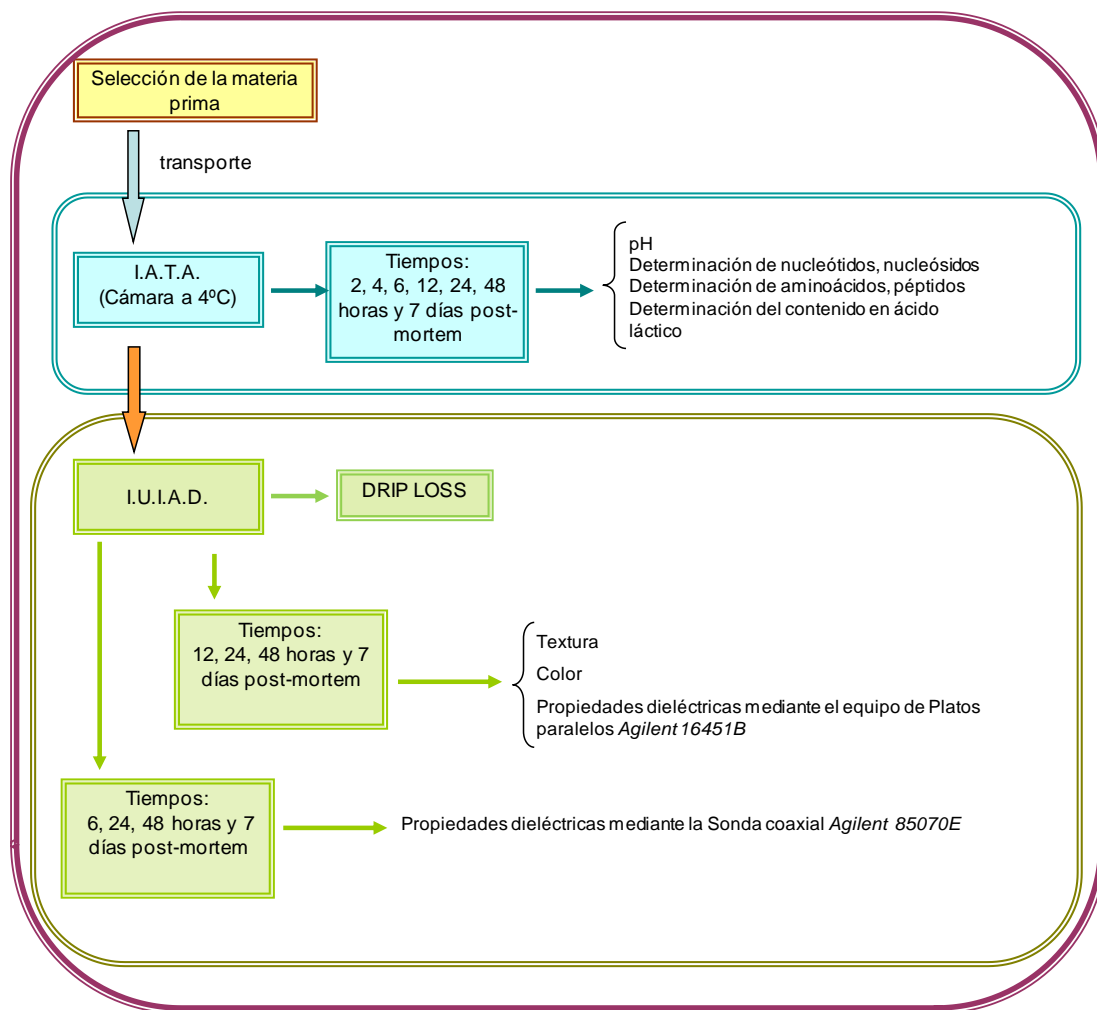 Selección de la materia
prima
transporte
I.A.T.A.
(Cámara a 4ºC)
Tiempos:
2, 4, 6, 12, 24, 48
horas y 7 días post-
mortem
pH
Determinación de nucleótidos, nucleósidos
Determinación de aminoácidos, péptidos
Determinación del contenido en ácido
láctico
I.U.I.A.D.
DRIP LOSS
Tiempos:
12, 24, 48 horas y 7
días post-mortem
Textura
Color
Propiedades dieléctricas mediante el equipo de Platos
paralelos Agilent 16451B
Tiempos:
6, 24, 48 horas y 7
días post-mortem
Propiedades dieléctricas mediante la Sonda coaxial Agilent 85070E